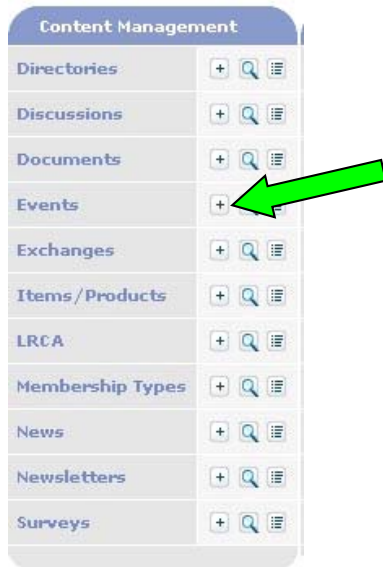 Content Management
Directories
Discussions
Documents
Events
Exchanges
Items/Products
LRCA
Membership Types
News
Newsletters
Surveys